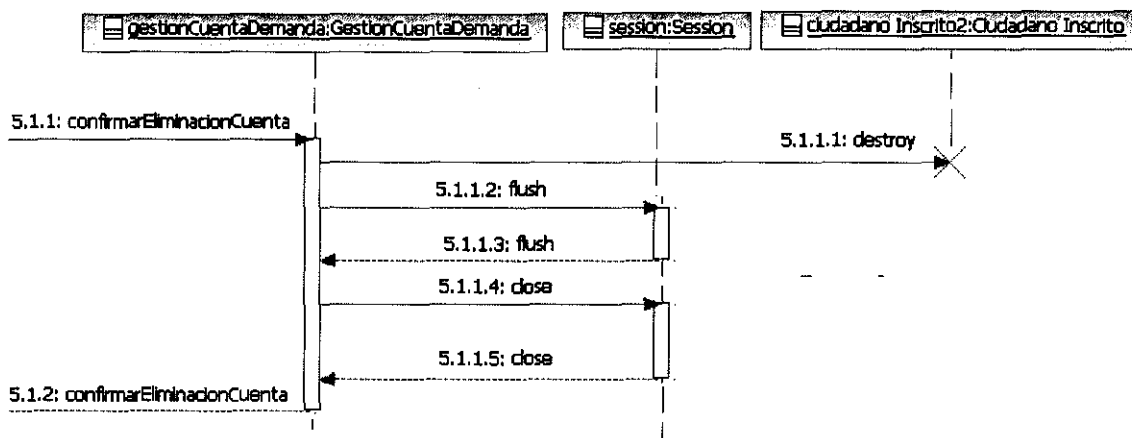 gestionCuentaDemanda:GestionCuentaDemanda
session:Session
ciudadano Inscrito2:Ciudadano Inscrito
5.1.1: confirmarEliminacionCuenta
5.1.1.1: destroy
5.1.1.2: flush
5.1.1.3: flush
5.1.1.4: close
5.1.1.5: close
5.1.2: confirmarEliminacionCuenta